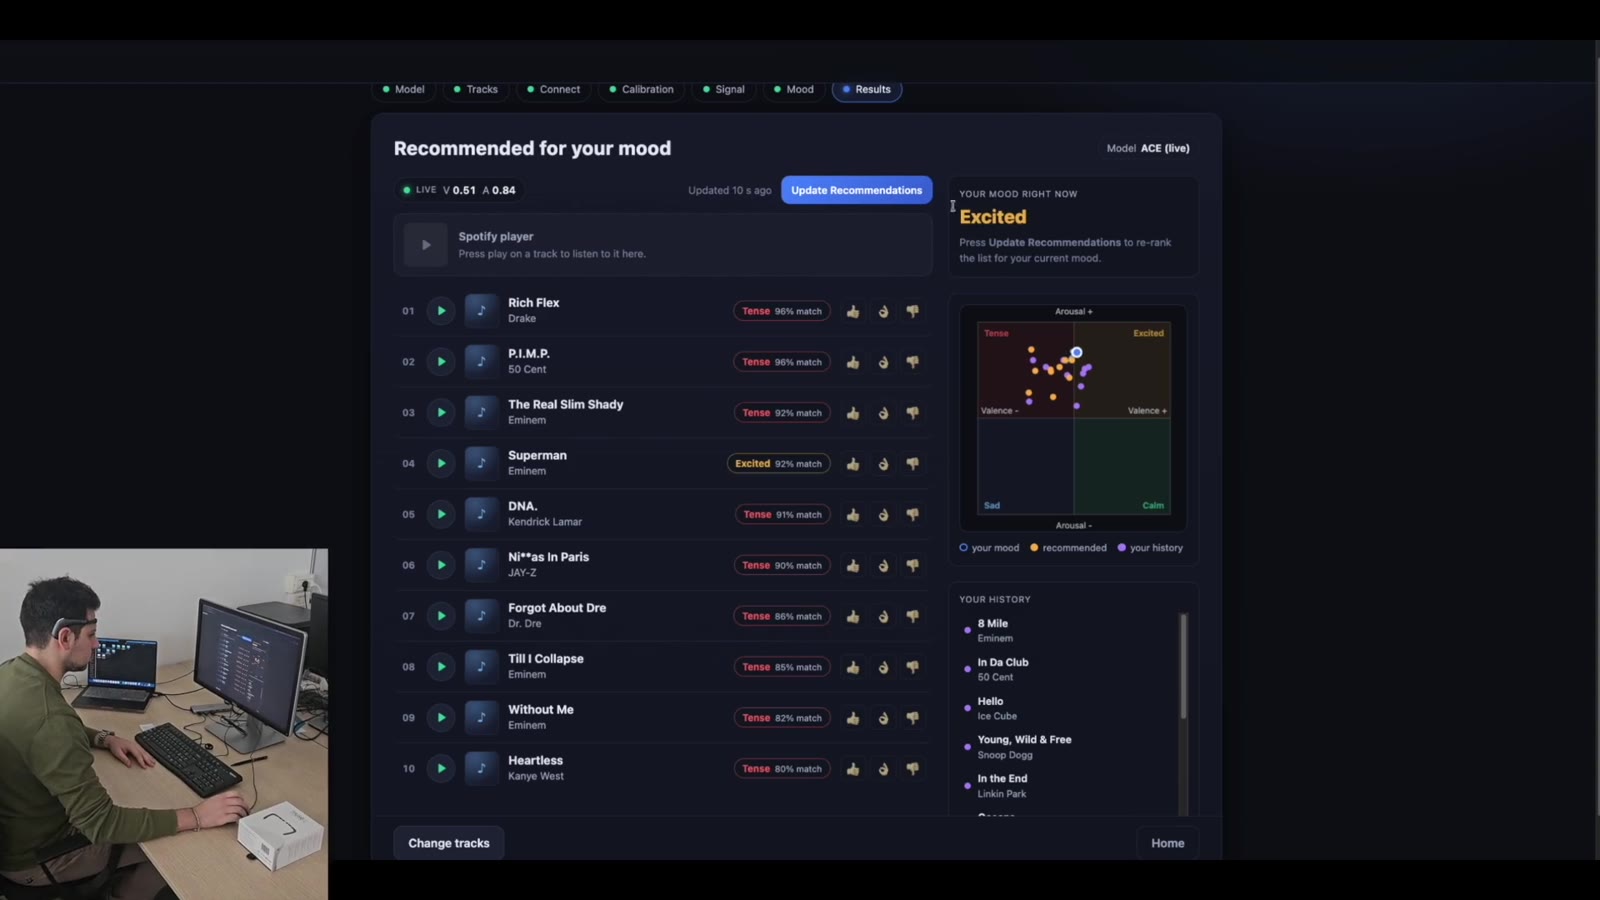 Model
Tracks
Connect
Calibration
Signal
Mood
Results
Recommended for your mood
Model ACE (live)
LIVE V 0.51 A 0.84
Updated 10 s ago
Update Recommendations
Spotify player
Press play on a track to listen to it here.
YOUR MOOD RIGHT NOW
Excited
Press Update Recommendations to re-rank
the list for your current mood.
01
Rich Flex
Drake
Tense 96% match
02
P.I.M.P.
50 Cent
Tense 96% match
03
The Real Slim Shady
Eminem
Tense 92% match
04
Superman
Eminem
Excited 92% match
05
DNA.
Kendrick Lamar
Tense 91% match
06
Ni**as In Paris
JAY-Z
Tense 90% match
07
Forgot About Dre
Dr. Dre
Tense 86% match
08
Till I Collapse
Eminem
Tense 85% match
09
Without Me
Eminem
Tense 82% match
10
Heartless
Kanye West
Tense 80% match
Arousal +
Tense
Excited
Valence -
Valence +
Sad
Calm
Arousal -
your mood
recommended
your history
YOUR HISTORY
8 Mile
Eminem
In Da Club
50 Cent
Hello
Ice Cube
Young, Wild & Free
Snoop Dogg
In the End
Linkin Park
Change tracks
Home